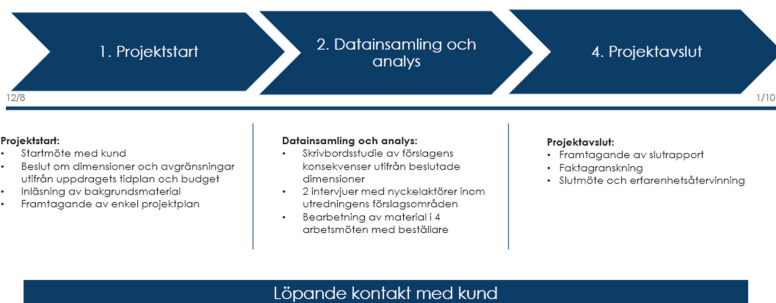 1. Projektstart
2. Datainsamling och
analys
4. Projektavslut
12/8
1/10
Projektstart:
• Startmöte med kund
• Beslut om dimensioner och avgränsningar
utifrån uppdragets tidplan och budget
• Inläsning av bakgrundsmaterial
• Framtagande av enkel projektplan
Datainsamling och analys:
• Skrivbordsstudie av förslagens
konsekvenser utifrån beslutade
dimensioner
• 2 intervjuer med nyckelaktörer inom
utredningens förslagsområden
• Bearbetning av material i 4
arbetsmöten med beställare
Projektavslut:
• Framtagande av slutrapport
• Faktagranskning
• Slutmöte och erfarenhetsåtervinning
Löpande kontakt med kund